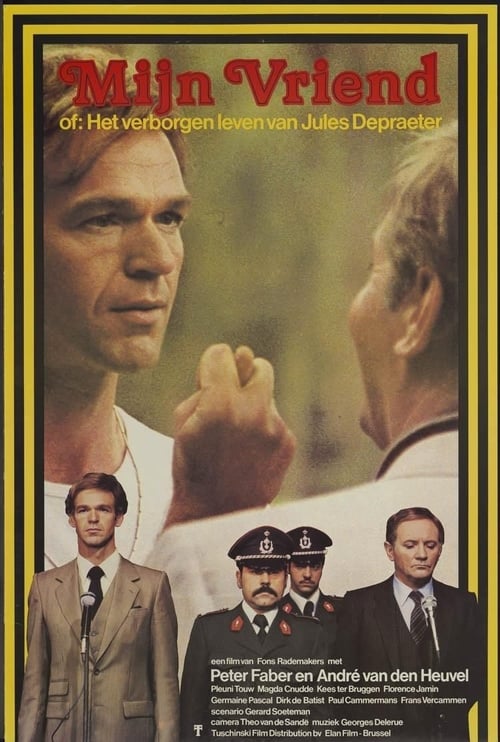 Mijn Vriend
of: Het verborgen leven van Jules Depraeter
een film van Fons Rademakers met
Peter Faber en André van den Heuvel
Pleuni Touw Magda Cnudde Kees ter Bruggen Florence Jamin
Germaine Pascal Dirk de Batist Paul Cammermans Frans Vercammen
scenario Gerard Soeteman
camera Theo van de Sande muziek Georges Delerue
Tuschinski Film Distribution bv Elan Film - Brussel